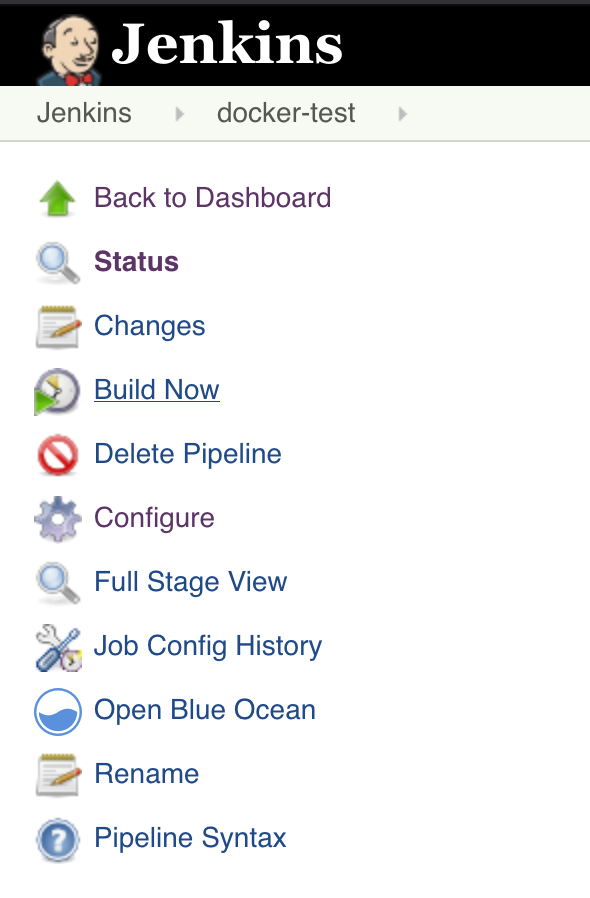 Jenkins
Jenkins docker-test
Back to Dashboard
Status
Changes
Build Now
Delete Pipeline
Configure
Full Stage View
Job Config History
Open Blue Ocean
Rename
Pipeline Syntax